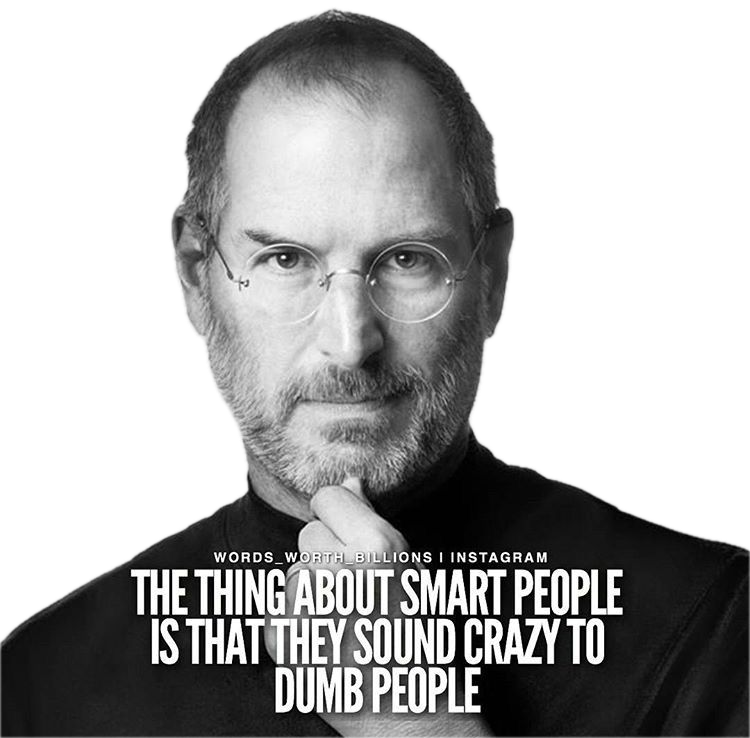 WORDS_WORTH_BILLIONS | INSTAGRAM
THE THING ABOUT SMART PEOPLE
IS THAT THEY SOUND CRAZY TO
DUMB PEOPLE